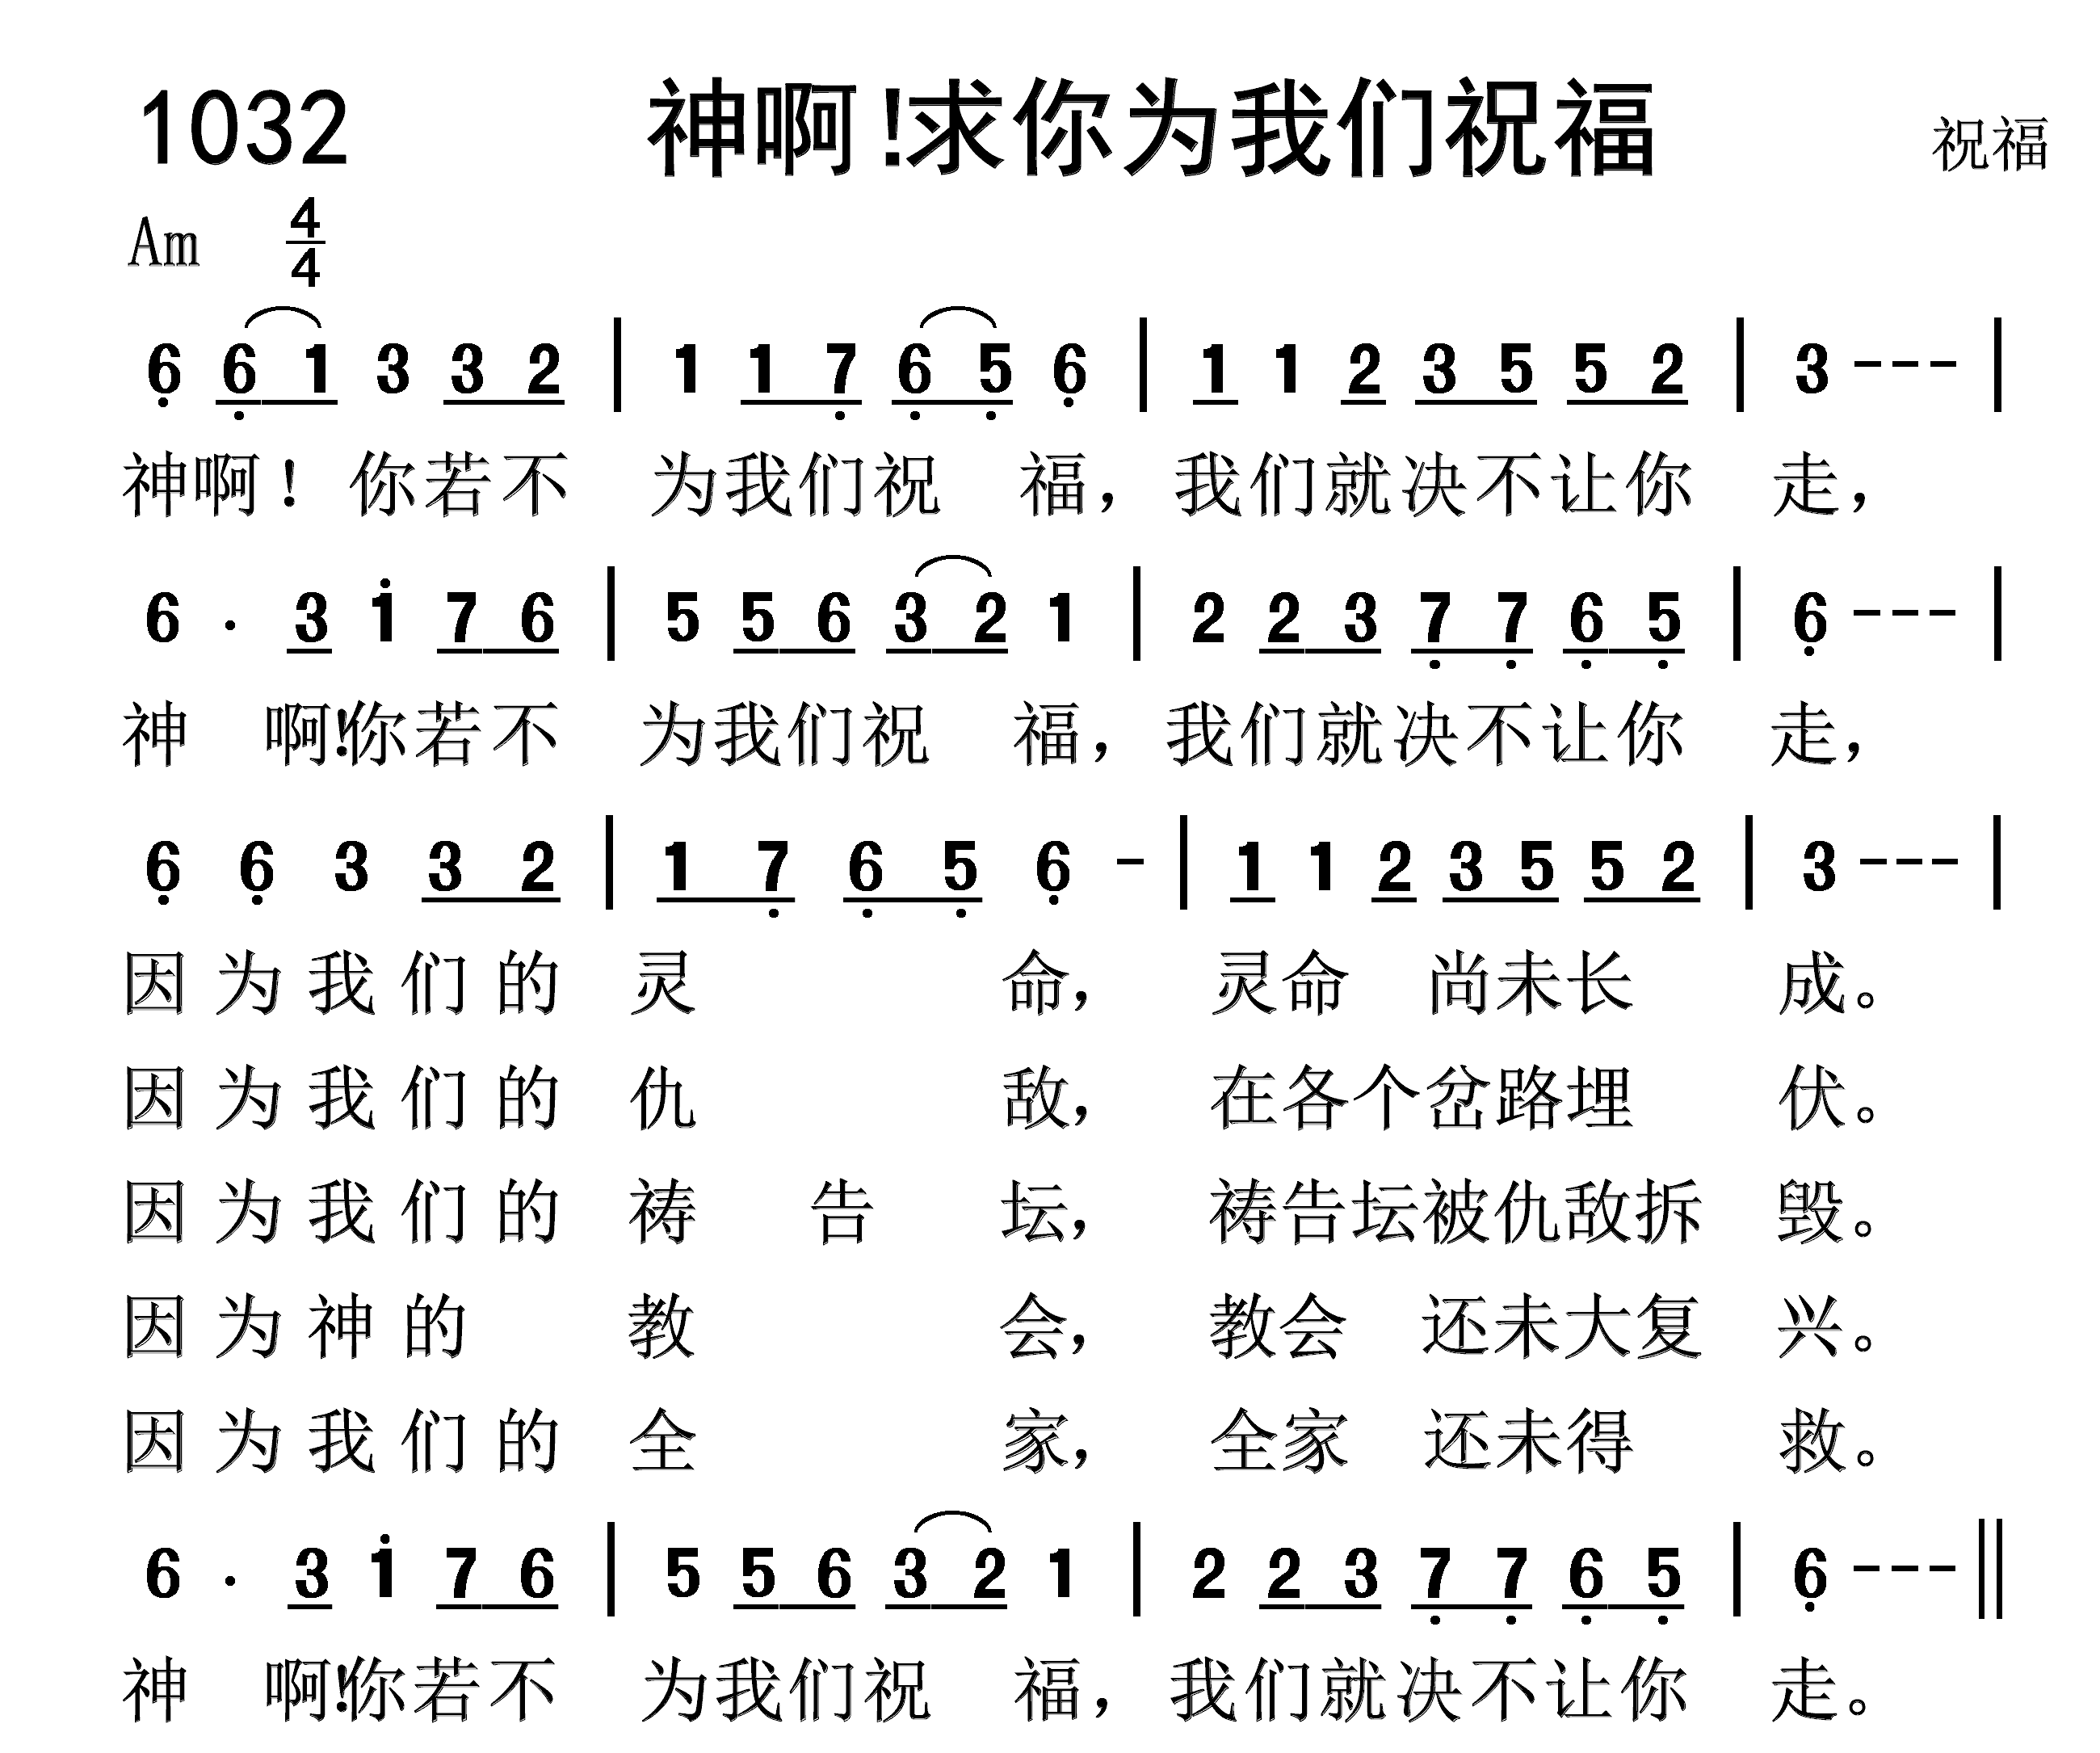 1032 神啊!求你为我们祝福 祝福
Am 4/4
6 6 1 3 3 2 | 1 1 7 6 5 6 | 1 1 2 3 5 5 2 | 3 - - - |
神啊！你若不 为我们祝 福，我们就决不让你 走，
6 · 3 1 7 6 | 5 5 6 3 2 1 | 2 2 3 7 7 6 5 | 6 - - - |
神 啊!你若不 为我们祝 福，我们就决不让你 走，
6 6 3 3 2 | 1 7 6 5 6 - | 1 1 2 3 5 5 2 | 3 - - - |
因为我们的灵 命，灵命 尚未长 成。
因为我们的仇 敌，在各个岔路埋 伏。
因为我们的祷 告 坛，祷告坛被仇敌拆 毁。
因为神的 教 会，教会 还未大复 兴。
因为我们的全 家，全家 还未得 救。
6 · 3 1 7 6 | 5 5 6 3 2 1 | 2 2 3 7 7 6 5 | 6 - - - ||
神 啊!你若不 为我们祝 福，我们就决不让你 走。